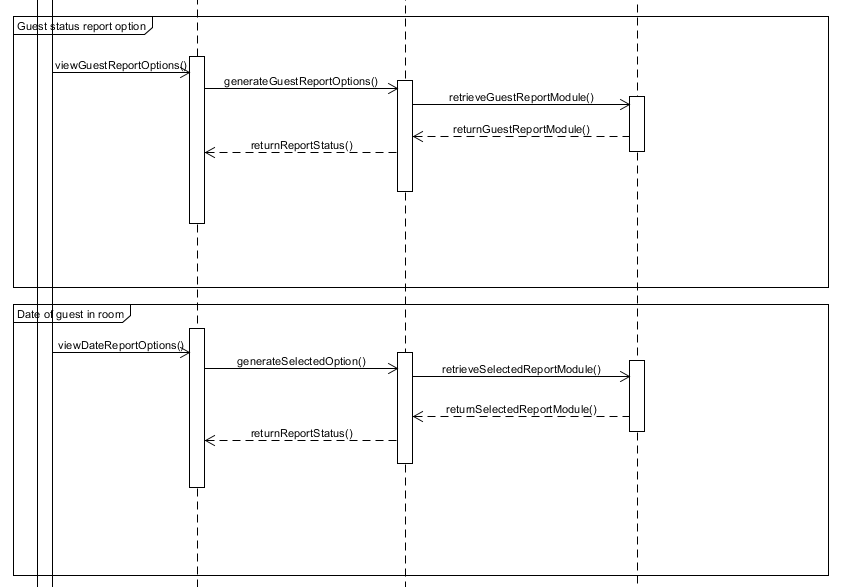 Guest status report option
viewGuestReportOptions()
generateGuestReportOptions()
retrieveGuestReportModule()
returnGuestReportModule()
returnReportStatus()
Date of guest in room
viewDateReportOptions()
generateSelectedOption()
retrieveSelectedReportModule()
returnSelectedReportModule()
returnReportStatus()